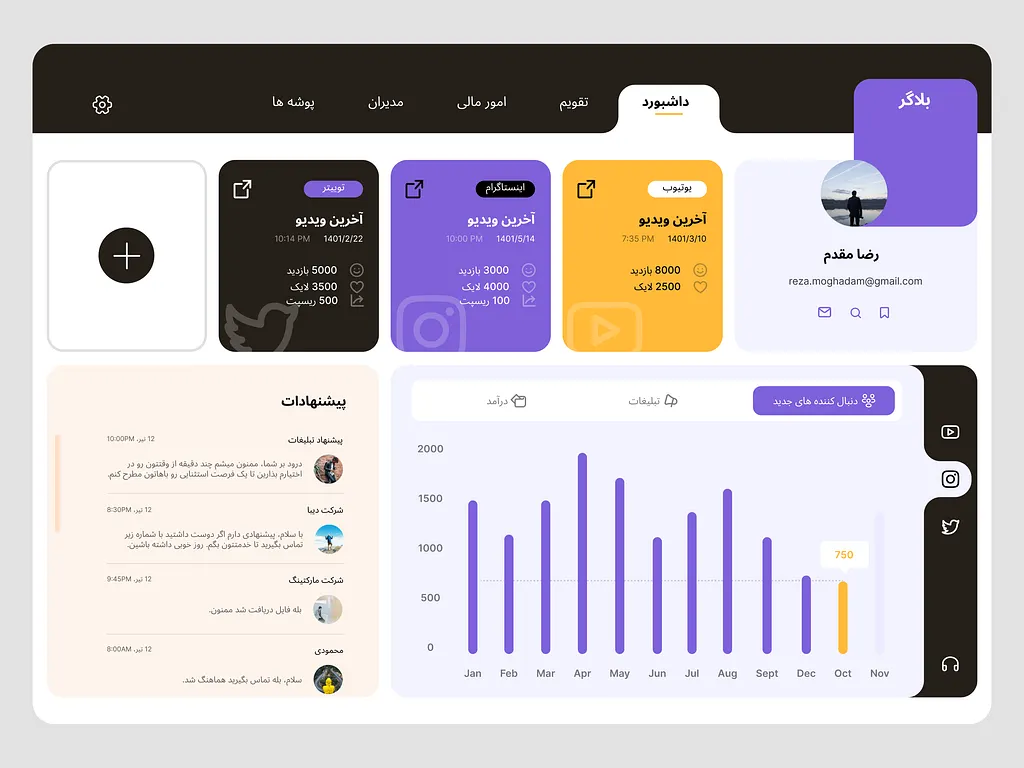 بلاگر
داشبورد
تقویم
امور مالی
مدیران
پوشه ها
رضا مقدم
reza.moghadam@gmail.com
یوتیوب
آخرین ویدیو
1401/3/10 7:35 PM
8000 بازدید
2500 لایک
اینستاگرام
آخرین ویدیو
1401/5/14 10:00 PM
3000 بازدید
4000 لایک
100 ریسپت
توییتر
آخرین ویدیو
1401/2/22 10:14 PM
5000 بازدید
3500 لایک
500 ریسپت
دنبال کننده های جدید
تبلیغات
درآمد
2000
1500
1000
500
0
750
Jan Feb Mar Apr May Jun Jul Aug Sept Dec Oct Nov
پیشنهادات
پیشنهاد تبلیغات
12 تیر، 10:00PM
درود بر شما، ممنون میشم چند دقیقه از وقتتون رو در
اختیارم بذارین تا یک فرصت استثنایی رو باهاتون مطرح کنم.
شرکت دیبا
12 تیر، 8:30PM
با سلام، پیشنهادی دارم اگر دوست داشتید با شماره زیر
تماس بگیرید تا خدمتتون بگم. روز خوبی داشته باشین.
شرکت مارکتینگ
12 تیر، 9:45PM
بله فایل دریافت شد ممنون.
محمودی
12 تیر، 8:00AM
سلام، بله تماس بگیرید هماهنگ شد.